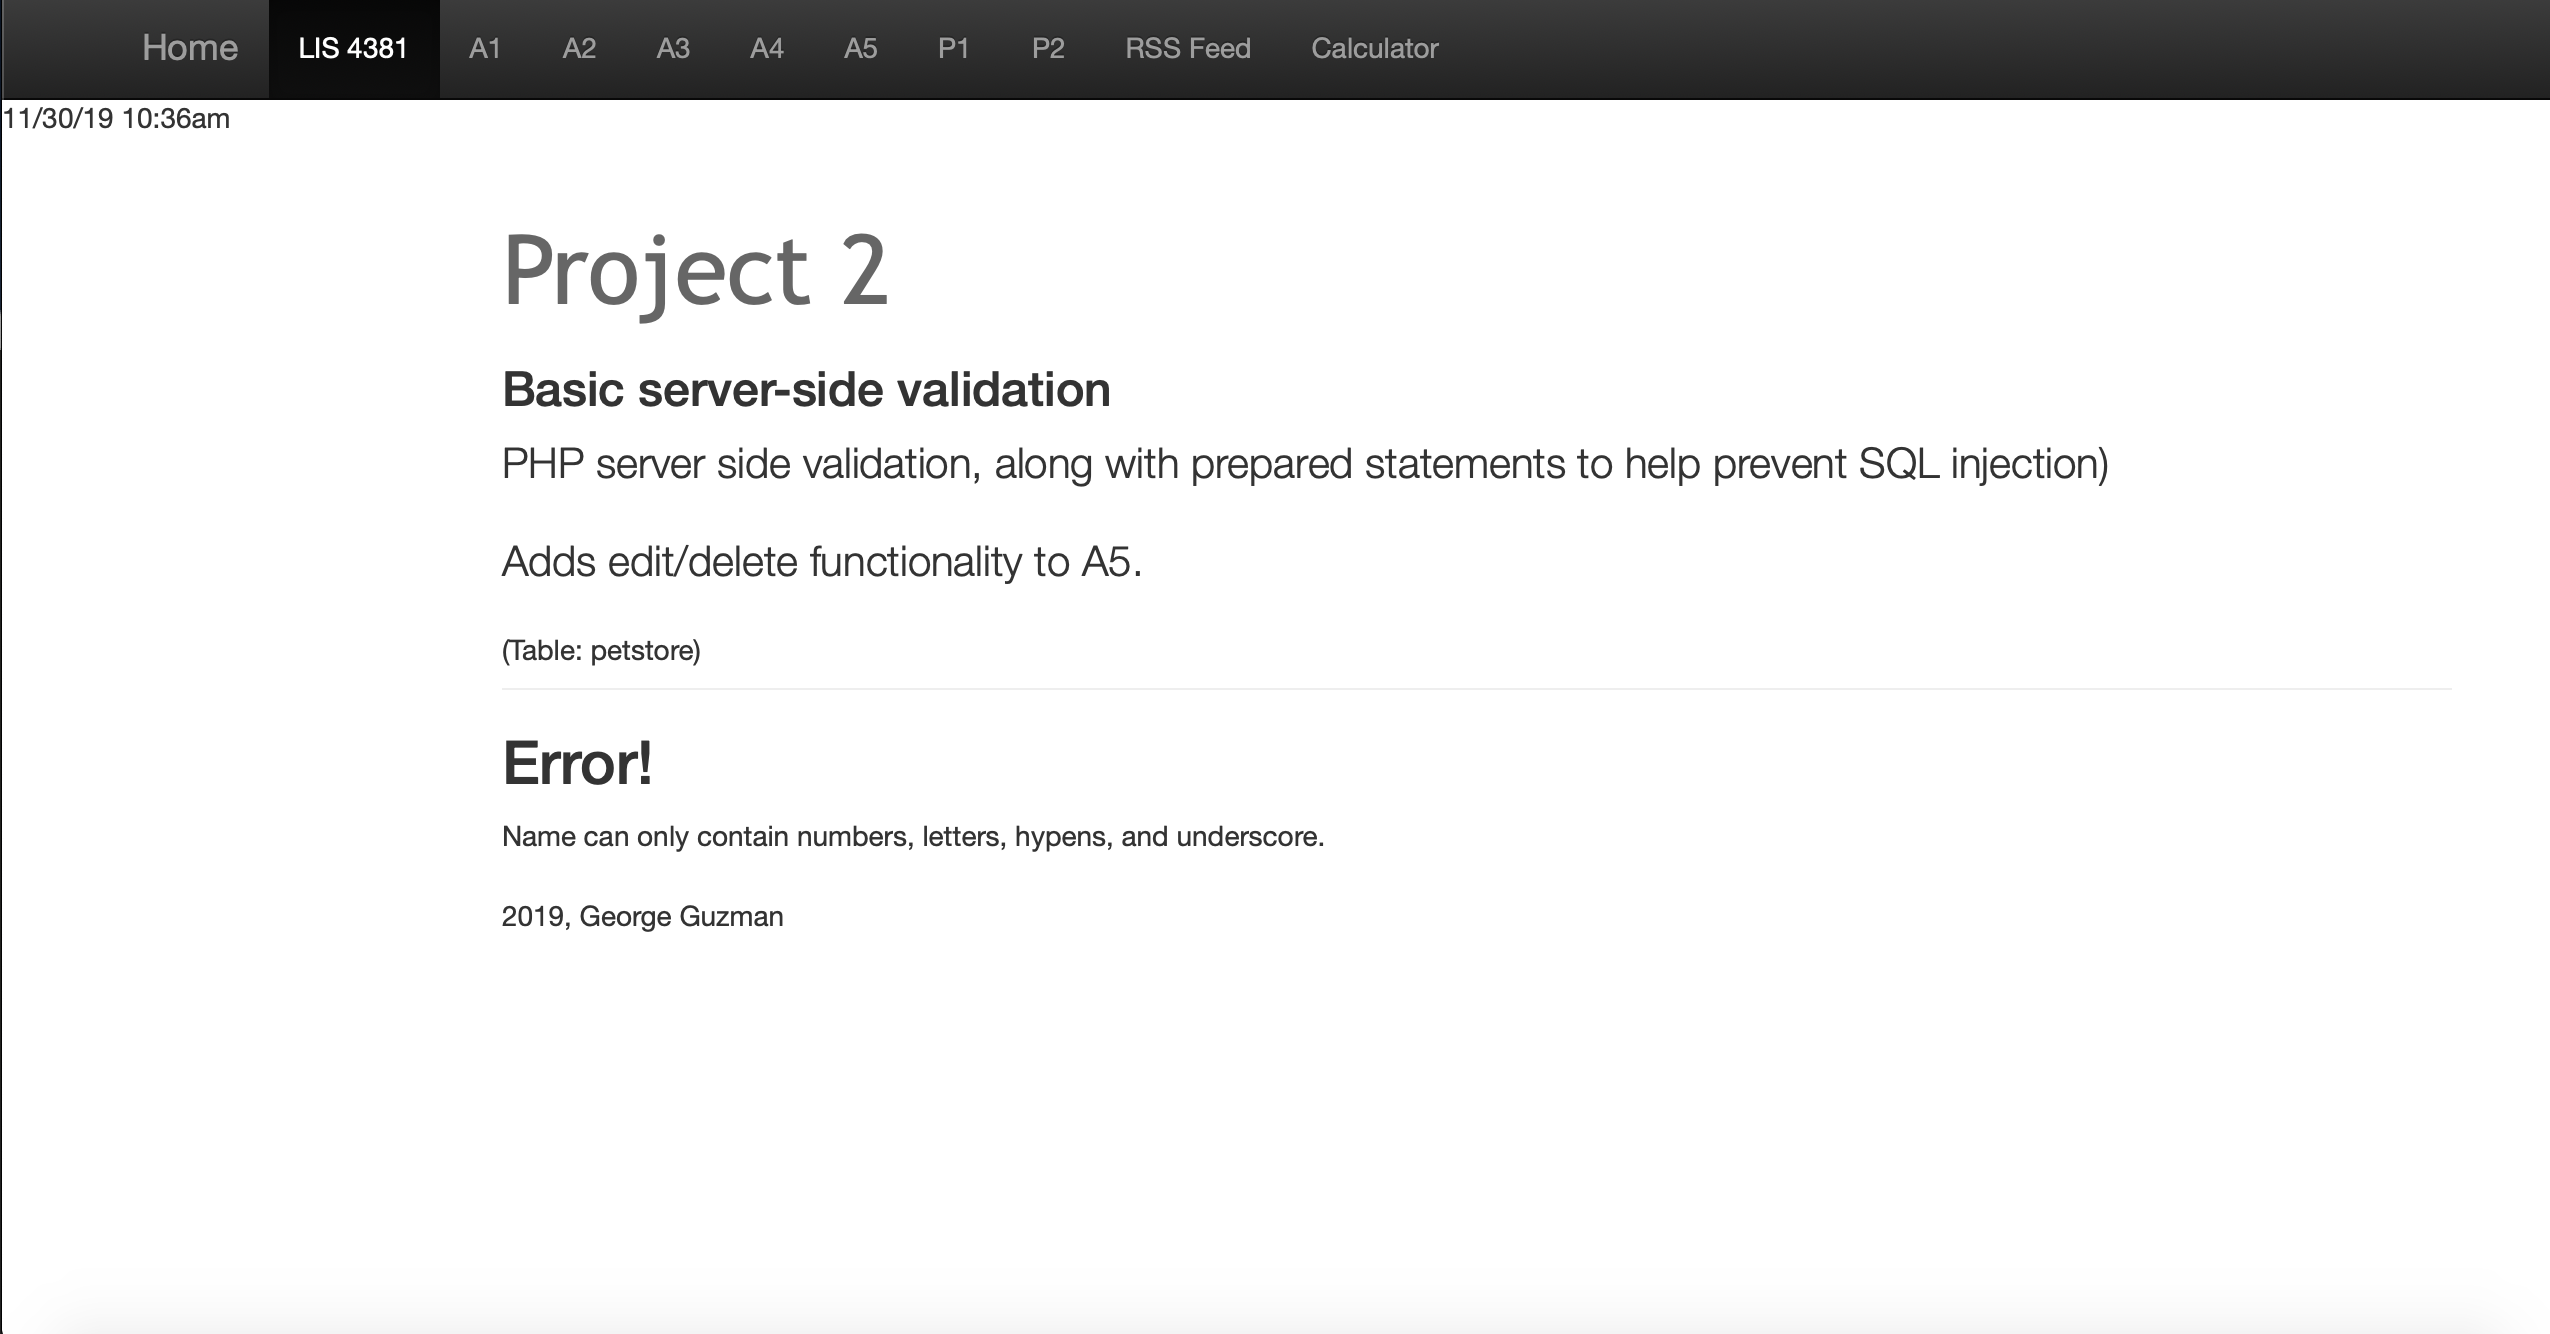 Home LIS 4381 A1 A2 A3 A4 A5 P1 P2 RSS Feed Calculator
11/30/19 10:36am
Project 2
Basic server-side validation
PHP server side validation, along with prepared statements to help prevent SQL injection)
Adds edit/delete functionality to A5.
(Table: petstore)
Error!
Name can only contain numbers, letters, hypens, and underscore.
2019, George Guzman